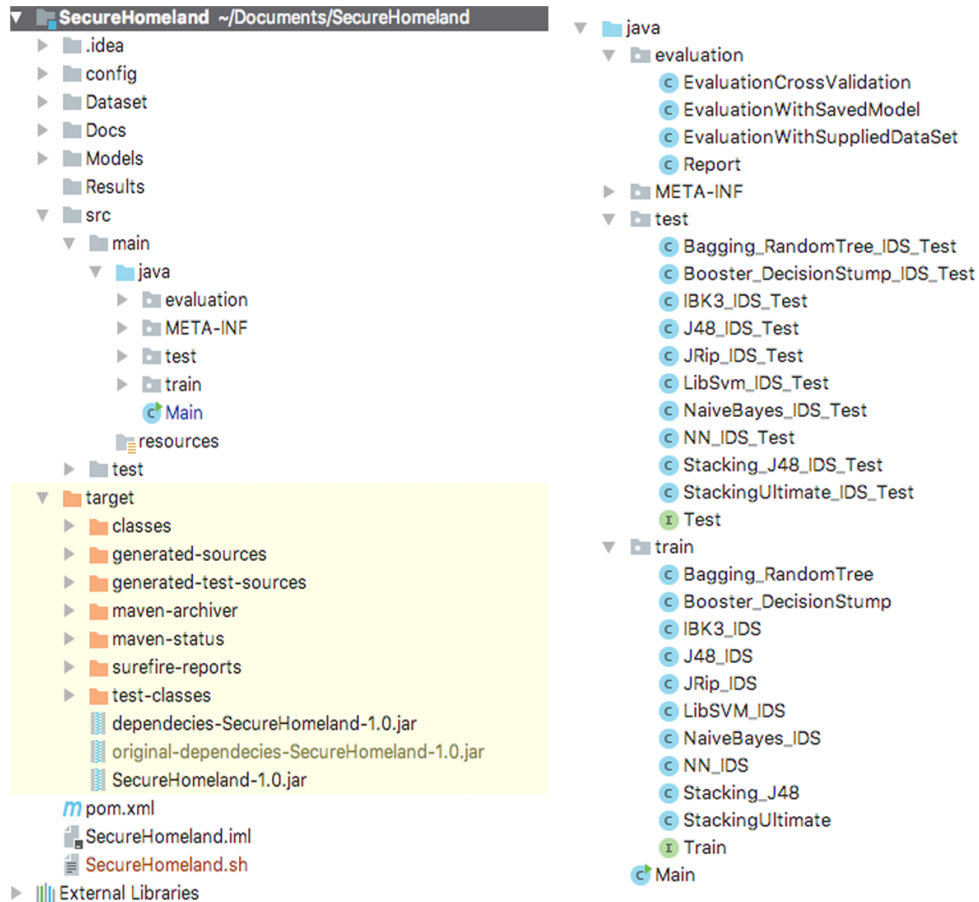 SecureHomeland ~/Documents/SecureHomeland
.idea
config
Dataset
Docs
Models
Results
src
main
java
evaluation
META-INF
test
train
Main
resources
test
target
classes
generated-sources
generated-test-sources
maven-archiver
maven-status
surefire-reports
test-classes
dependecies-SecureHomeland-1.0.jar
original-dependecies-SecureHomeland-1.0.jar
SecureHomeland-1.0.jar
m pom.xml
SecureHomeland.iml
SecureHomeland.sh
External Libraries
java
evaluation
C EvaluationCrossValidation
C EvaluationWithSavedModel
C EvaluationWithSuppliedDataSet
C Report
META-INF
test
C Bagging_RandomTree_IDS_Test
C Booster_DecisionStump_IDS_Test
C IBK3_IDS_Test
C J48_IDS_Test
C JRip_IDS_Test
C LibSvm_IDS_Test
C NaiveBayes_IDS_Test
C NN_IDS_Test
C Stacking_J48_IDS_Test
C StackingUltimate_IDS_Test
I Test
train
C Bagging_RandomTree
C Booster_DecisionStump
C IBK3_IDS
C J48_IDS
C JRip_IDS
C LibSVM_IDS
C NaiveBayes_IDS
C NN_IDS
C Stacking_J48
C StackingUltimate
I Train
C Main